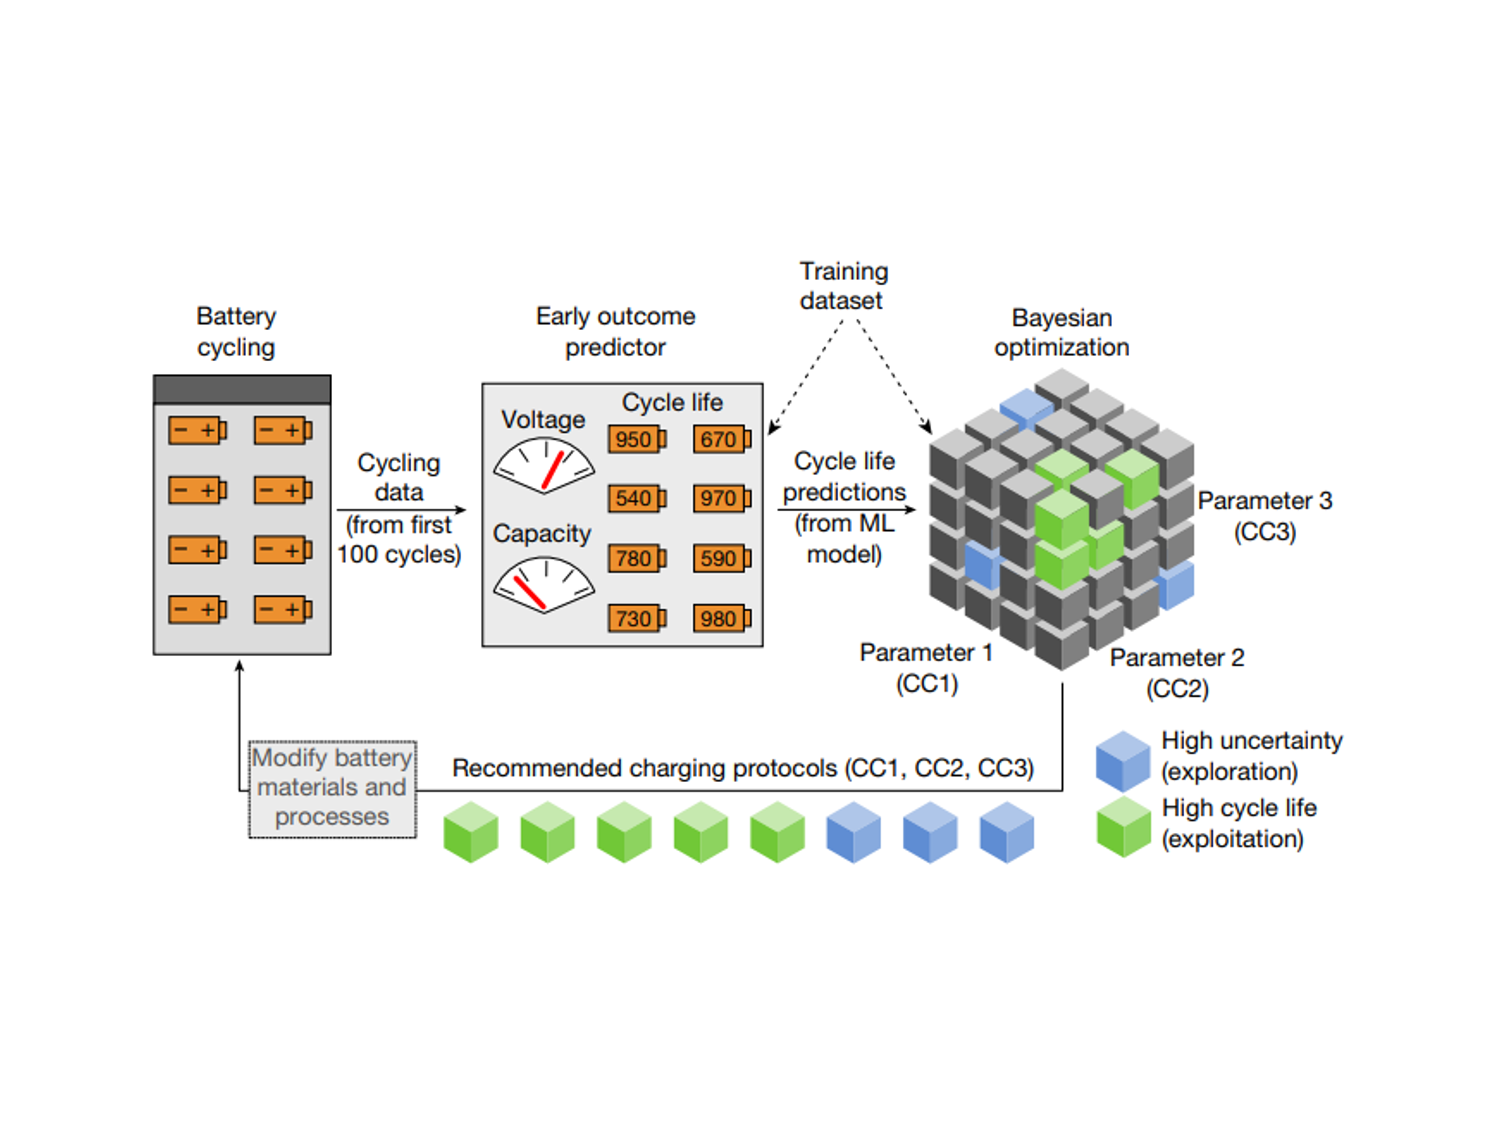 Battery
cycling
− +
− +
− +
− +
− +
− +
− +
− +
Cycling
data
(from first
100 cycles)
Early outcome
predictor
Voltage
Capacity
Cycle life
950
670
540
970
780
590
730
980
Training
dataset
Cycle life
predictions
(from ML
model)
Bayesian
optimization
Parameter 3
(CC3)
Parameter 1
(CC1)
Parameter 2
(CC2)
Modify battery
materials and
processes
Recommended charging protocols (CC1, CC2, CC3)
High uncertainty
(exploration)
High cycle life
(exploitation)